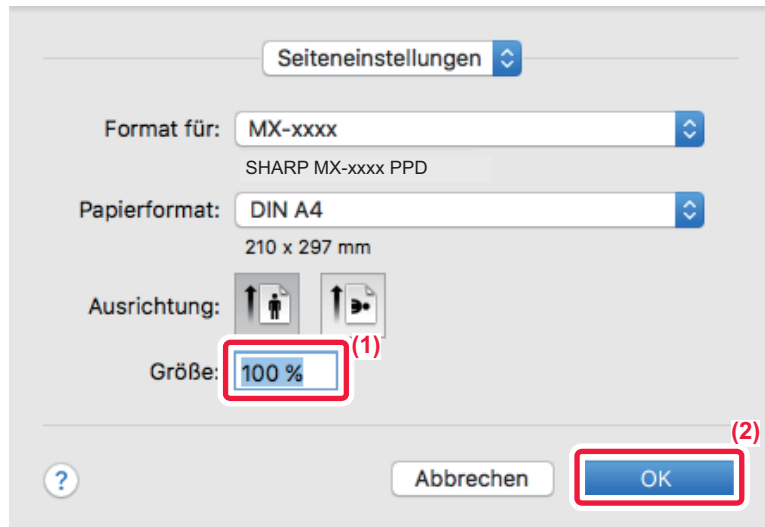 Seiteneinstellungen
Format für: MX-xxxx
SHARP MX-xxxx PPD
Papierformat: DIN A4
210 x 297 mm
Ausrichtung:
(1)
Größe: 100 %
(2)
? Abbrechen OK